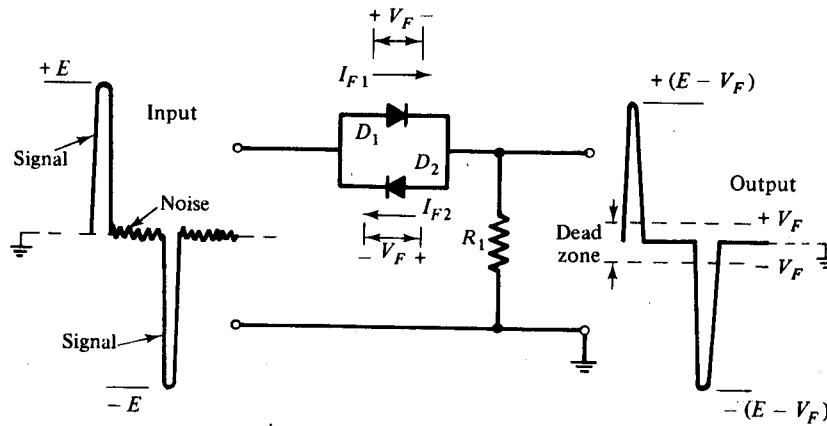 + V_F −
+ E
I_F1
+ (E − V_F)
Input
Signal
D_1
D_2
Noise
Output
I_F2
+ V_F
Dead
zone
− V_F +
R_1
− V_F
Signal
− E
− (E − V_F)